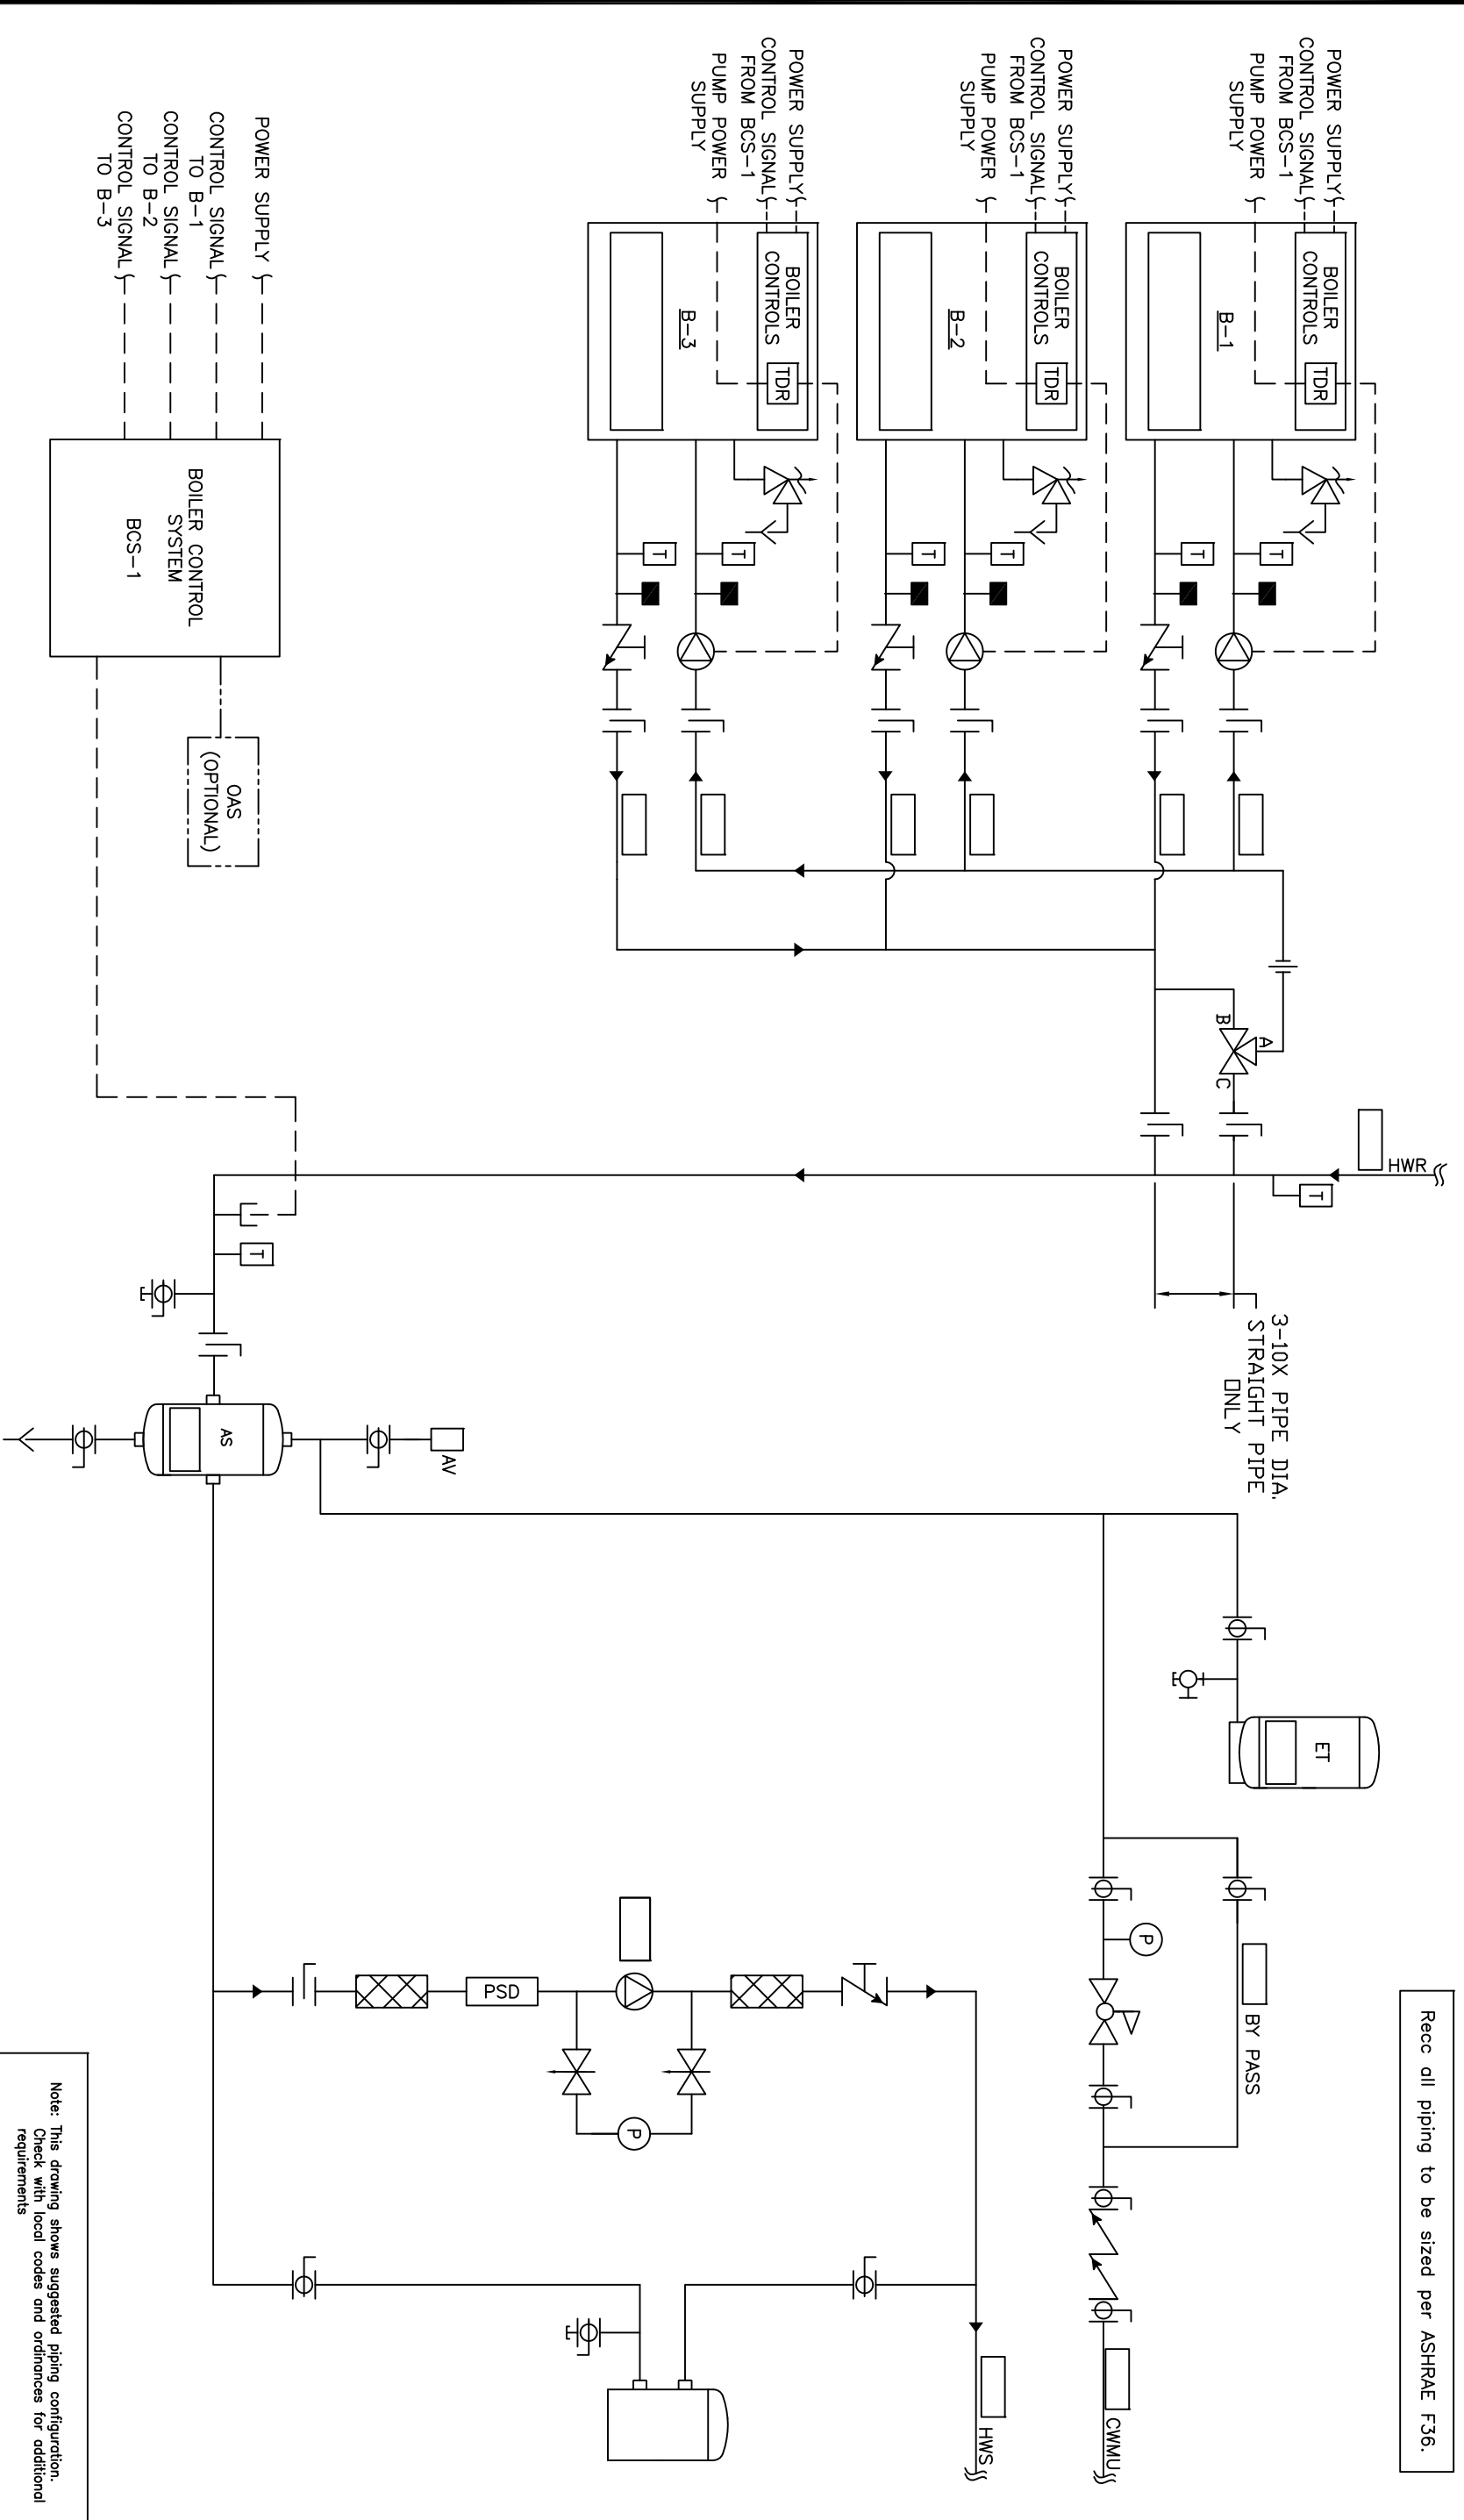 POWER SUPPLY
CONTROL SIGNAL
FROM BCS-1
PUMP POWER
SUPPLY
BOILER
CONTROLS
TDR
B-1
T
T
POWER SUPPLY
CONTROL SIGNAL
FROM BCS-1
PUMP POWER
SUPPLY
BOILER
CONTROLS
TDR
B-2
T
T
POWER SUPPLY
CONTROL SIGNAL
FROM BCS-1
PUMP POWER
SUPPLY
BOILER
CONTROLS
TDR
B-3
T
T
POWER SUPPLY
CONTROL SIGNAL
TO B-1
CONTROL SIGNAL
TO B-2
CONTROL SIGNAL
TO B-3
BOILER CONTROL
SYSTEM
BCS-1
OAS
(OPTIONAL)
A
B
C
HWR
T
3-10X PIPE DIA.
STRAIGHT PIPE
ONLY
T
AS
AV
ET
P
BY PASS
PSD
P
HWS
CWMU
Recc all piping to be sized per ASHRAE F36.
Note: This drawing shows suggested piping configuration.
Check with local codes and ordinances for additional
requirements